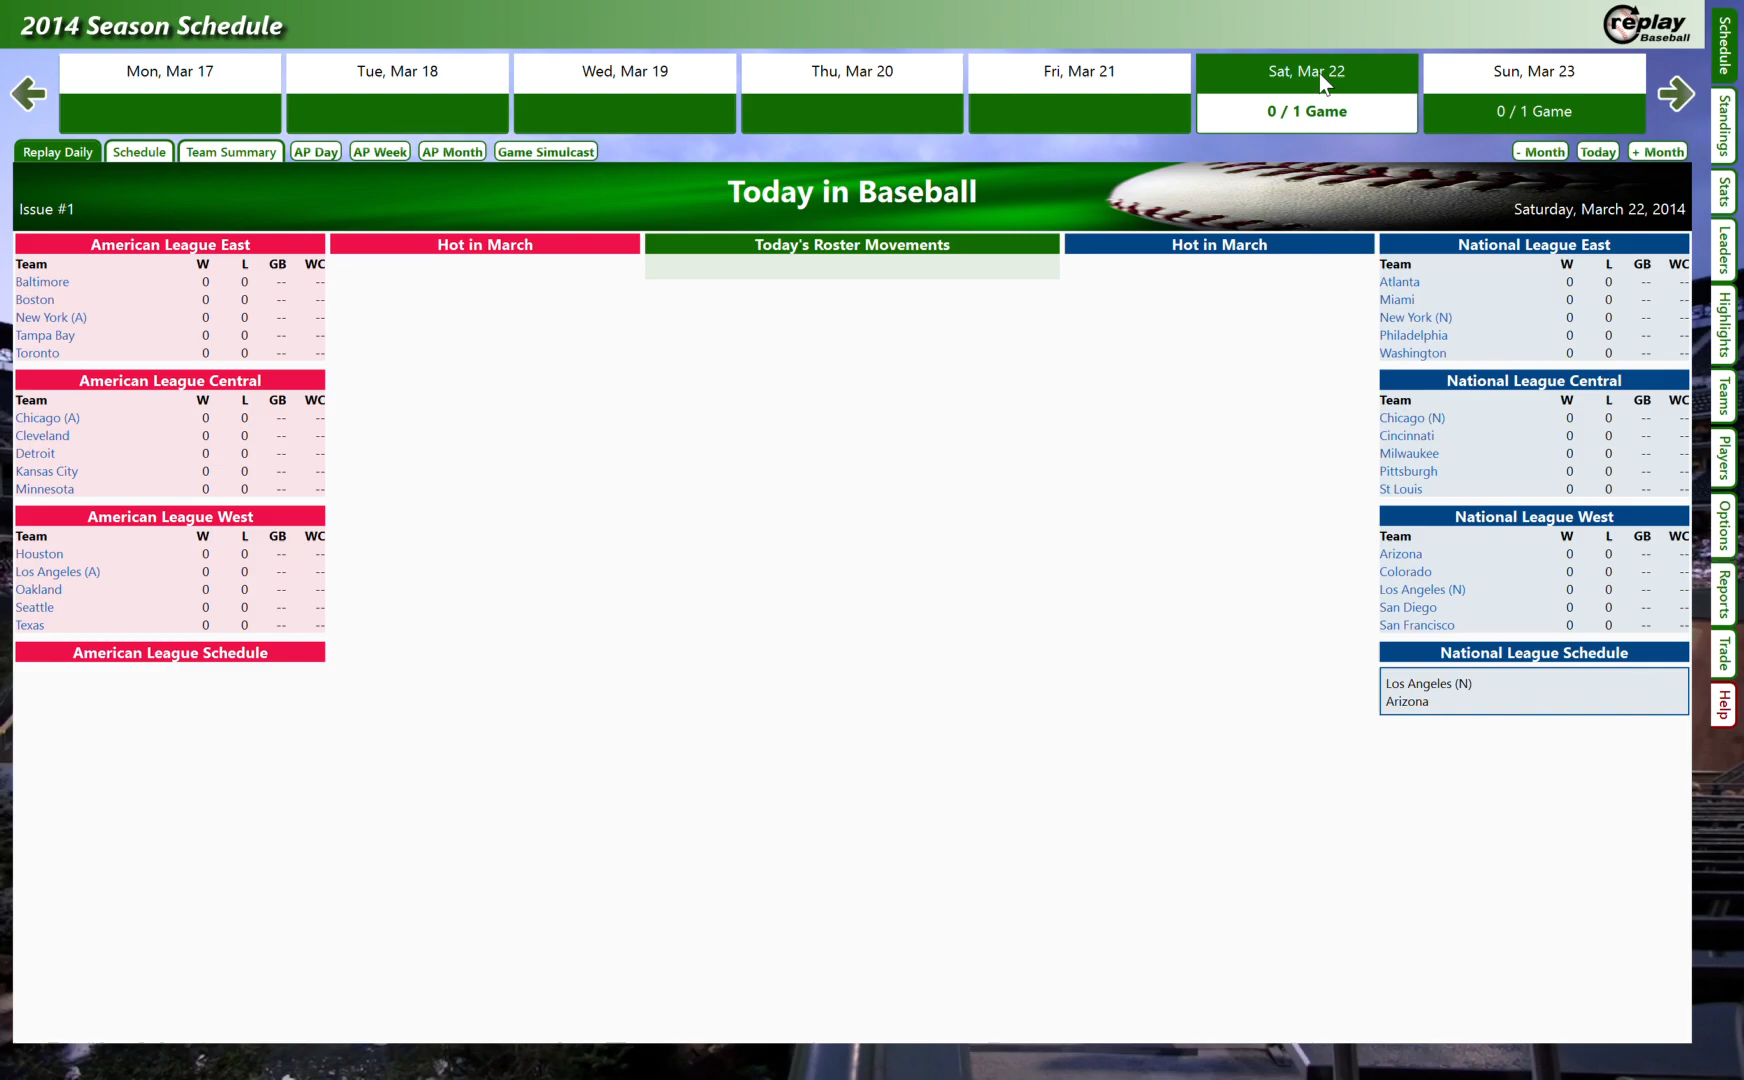 2014 Season Schedule
replay
Baseball
Mon, Mar 17
Tue, Mar 18
Wed, Mar 19
Thu, Mar 20
Fri, Mar 21
Sat, Mar 22
0 / 1 Game
Sun, Mar 23
0 / 1 Game
Replay Daily
Schedule
Team Summary
AP Day
AP Week
AP Month
Game Simulcast
- Month
Today
+ Month
Today in Baseball
Issue #1
Saturday, March 22, 2014
American League East
Team W L GB WC
Baltimore 0 0 -- --
Boston 0 0 -- --
New York (A) 0 0 -- --
Tampa Bay 0 0 -- --
Toronto 0 0 -- --
American League Central
Team W L GB WC
Chicago (A) 0 0 -- --
Cleveland 0 0 -- --
Detroit 0 0 -- --
Kansas City 0 0 -- --
Minnesota 0 0 -- --
American League West
Team W L GB WC
Houston 0 0 -- --
Los Angeles (A) 0 0 -- --
Oakland 0 0 -- --
Seattle 0 0 -- --
Texas 0 0 -- --
American League Schedule
Hot in March
Today's Roster Movements
Hot in March
National League East
Team W L GB WC
Atlanta 0 0 -- --
Miami 0 0 -- --
New York (N) 0 0 -- --
Philadelphia 0 0 -- --
Washington 0 0 -- --
National League Central
Team W L GB WC
Chicago (N) 0 0 -- --
Cincinnati 0 0 -- --
Milwaukee 0 0 -- --
Pittsburgh 0 0 -- --
St Louis 0 0 -- --
National League West
Team W L GB WC
Arizona 0 0 -- --
Colorado 0 0 -- --
Los Angeles (N) 0 0 -- --
San Diego 0 0 -- --
San Francisco 0 0 -- --
National League Schedule
Los Angeles (N)
Arizona
Schedule
Standings
Stats
Leaders
Highlights
Teams
Players
Options
Reports
Trade
Help